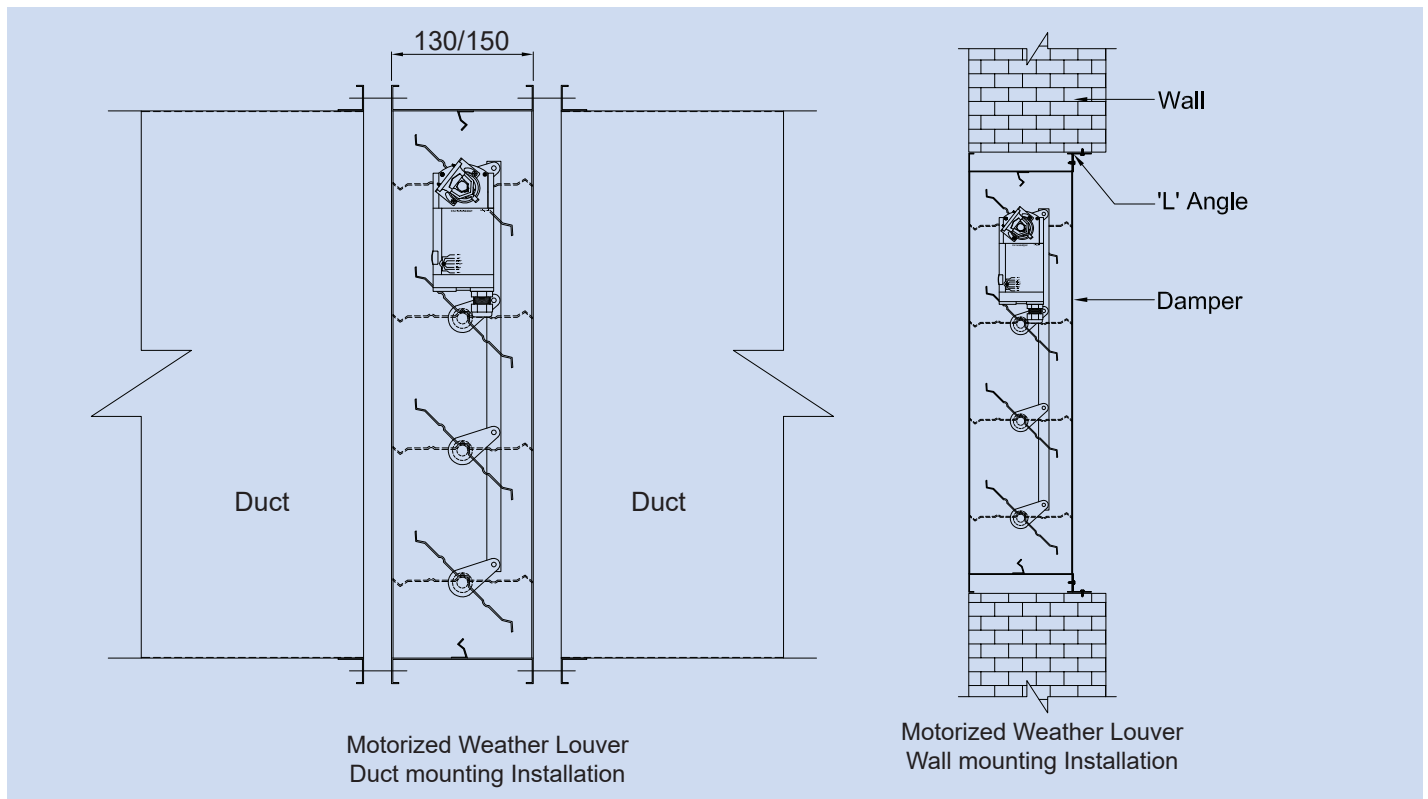 130/150
Duct
Duct
Motorized Weather Louver
Duct mounting Installation
Wall
'L' Angle
Damper
Motorized Weather Louver
Wall mounting Installation